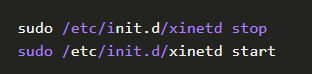 sudo /etc/init.d/xinetd stop
sudo /etc/init.d/xinetd start